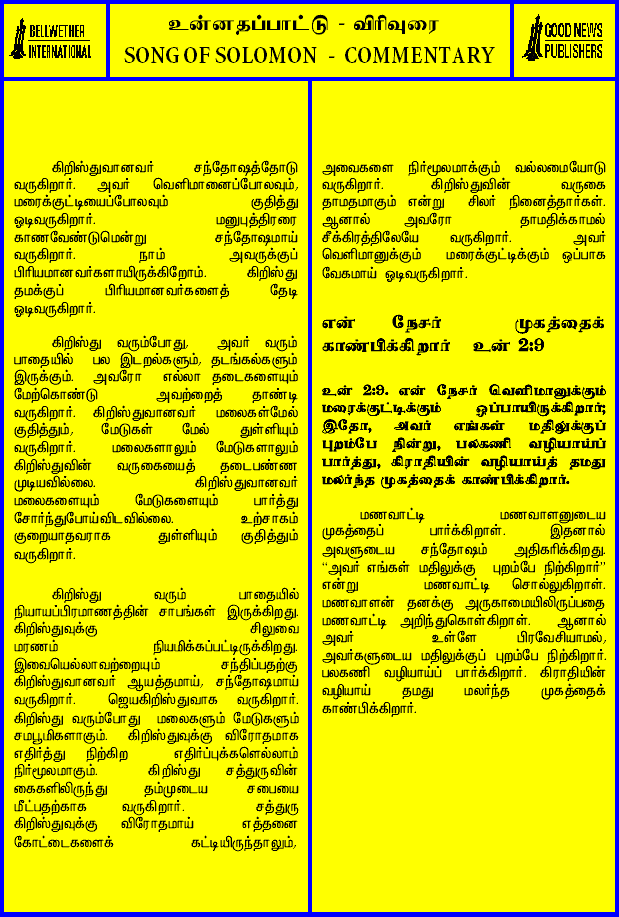 BELLWETHER
INTERNATIONAL
உன்னதப்பாட்டு - விரிவுரை
SONG OF SOLOMON - COMMENTARY
GOOD NEWS
PUBLISHERS
கிறிஸ்துவானவர் சந்தோஷத்தோடு
வருகிறார். அவர் வெளிமானைப்போலவும்,
மரைக்குட்டியைப்போலவும் குதித்து
ஓடிவருகிறார். மனுபுத்திரரை
காணவேண்டுமென்று சந்தோஷமாய்
வருகிறார். நாம் அவருக்குப்
பிரியமானவர்களாயிருக்கிறோம். கிறிஸ்து
தமக்குப் பிரியமானவர்களைத் தேடி
ஓடிவருகிறார்.
கிறிஸ்து வரும்போது, அவர் வரும்
பாதையில் பல இடறல்களும், தடங்கல்களும்
இருக்கும். அவரோ எல்லா தடைகளையும்
மேற்கொண்டு அவற்றைத் தாண்டி
வருகிறார். கிறிஸ்துவானவர் மலைகள்மேல்
குதித்தும், மேடுகள் மேல் துள்ளியும்
வருகிறார். மலைகளாலும் மேடுகளாலும்
கிறிஸ்துவின் வருகையைத் தடைபண்ண
முடியவில்லை. கிறிஸ்துவானவர்
மலைகளையும் மேடுகளையும் பார்த்து
சோர்ந்துபோய்விடவில்லை. உற்சாகம்
குறையாதவராக துள்ளியும் குதித்தும்
வருகிறார்.
கிறிஸ்து வரும் பாதையில்
நியாயப்பிரமாணத்தின் சாபங்கள் இருக்கிறது.
கிறிஸ்துவுக்கு சிலுவை
மரணம் நியமிக்கப்பட்டிருக்கிறது.
இவையெல்லாவற்றையும் சந்திப்பதற்கு
கிறிஸ்துவானவர் ஆயத்தமாய், சந்தோஷமாய்
வருகிறார். ஜெயகிறிஸ்துவாக வருகிறார்.
கிறிஸ்து வரும்போது மலைகளும் மேடுகளும்
சமபூமிகளாகும். கிறிஸ்துவுக்கு விரோதமாக
எதிர்த்து நிற்கிற எதிர்ப்புக்களெல்லாம்
நிர்மூலமாகும். கிறிஸ்து சத்துருவின்
கைகளிலிருந்து தம்முடைய சபையை
மீட்பதற்காக வருகிறார். சத்துரு
கிறிஸ்துவுக்கு விரோதமாய் எத்தனை
கோட்டைகளைக் கட்டியிருந்தாலும்,
அவைகளை நிர்மூலமாக்கும் வல்லமையோடு
வருகிறார். கிறிஸ்துவின் வருகை
தாமதமாகும் என்று சிலர் நினைத்தார்கள்.
ஆனால் அவரோ தாமதிக்காமல்
சீக்கிரத்திலேயே வருகிறார். அவர்
வெளிமானுக்கும் மரைக்குட்டிக்கும் ஒப்பாக
வேகமாய் ஓடிவருகிறார்.
என் நேசர் முகத்தைக்
காண்பிக்கிறார் உன் 2:9
உன் 2:9. என் நேசர் வெளிமானுக்கும்
மரைக்குட்டிக்கும் ஒப்பாயிருக்கிறார்;
இதோ, அவர் எங்கள் மதிலுக்குப்
புறம்பே நின்று, பலகணி வழியாய்ப்
பார்த்து, கிராதியின் வழியாய்த் தமது
மலர்ந்த முகத்தைக் காண்பிக்கிறார்.
மணவாட்டி மணவாளனுடைய
முகத்தைப் பார்க்கிறாள். இதனால்
அவளுடைய சந்தோஷம் அதிகரிக்கிறது.
“அவர் எங்கள் மதிலுக்கு புறம்பே நிற்கிறார்”
என்று மணவாட்டி சொல்லுகிறாள்.
மணவாளன் தனக்கு அருகாமையிலிருப்பதை
மணவாட்டி அறிந்துகொள்கிறாள். ஆனால்
அவர் உள்ளே பிரவேசியாமல்,
அவர்களுடைய மதிலுக்குப் புறம்பே நிற்கிறார்.
பலகணி வழியாய்ப் பார்க்கிறார். கிராதியின்
வழியாய் தமது மலர்ந்த முகத்தைக்
காண்பிக்கிறார்.